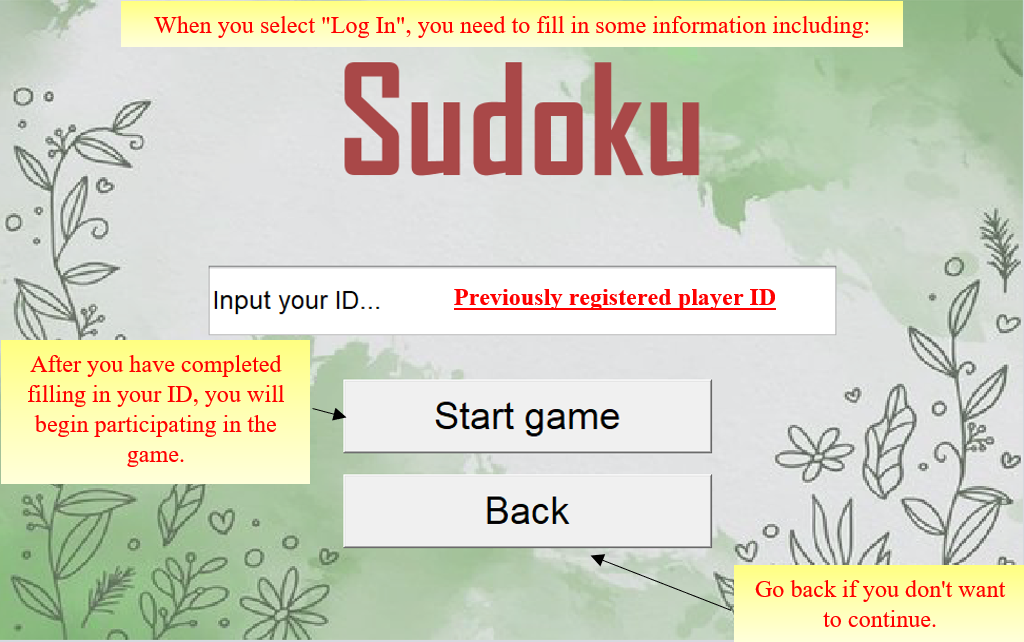 When you select "Log In", you need to fill in some information including:
Sudoku
Input your ID...
Previously registered player ID
After you have completed
filling in your ID, you will
begin participating in the
game.
Start game
Back
Go back if you don't want
to continue.